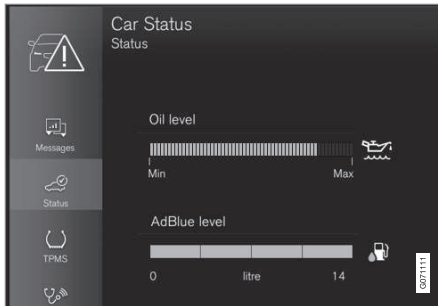 Car Status
Status
Messages
Status
TPMS
Oil level
Min Max
AdBlue level
0 litre 14
G071111